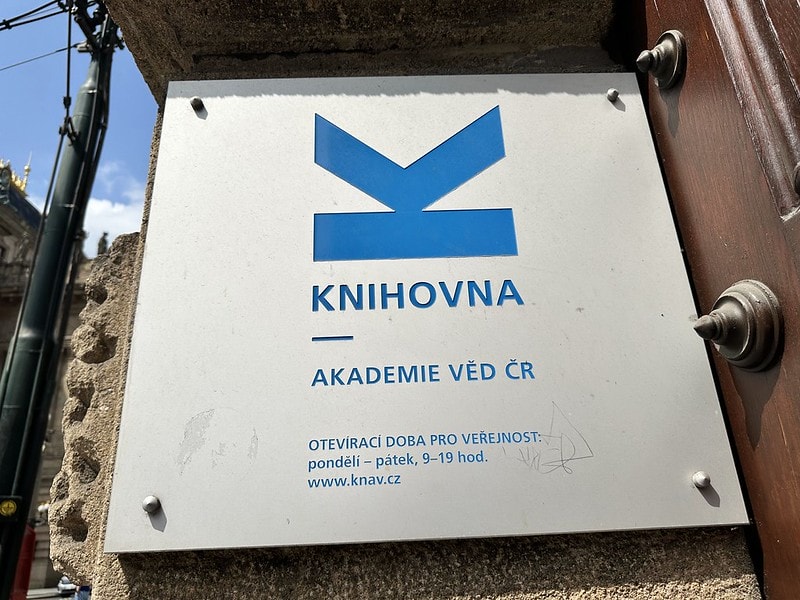 KNIHOVNA
AKADEMIE VĚD ČR
OTEVÍRACÍ DOBA PRO VEŘEJNOST:
pondělí – pátek, 9–19 hod.
www.knav.cz